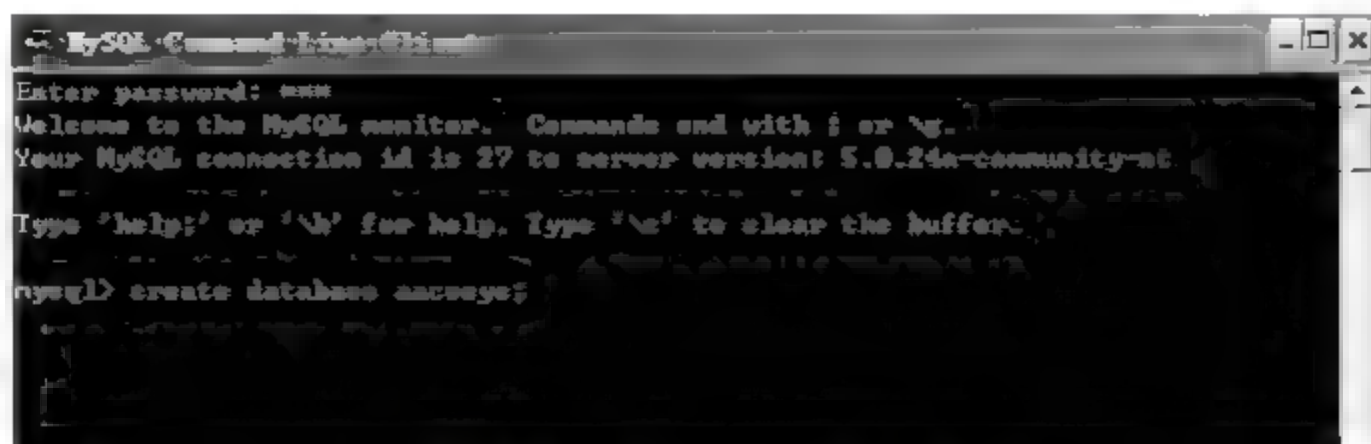 MySQL Command Line Client
Enter password: ***
Welcome to the MySQL monitor.  Commands end with ; or \g.
Your MySQL connection id is 27 to server version: 5.0.24a-community-nt
Type 'help;' or '\h' for help. Type '\c' to clear the buffer.
mysql> create database